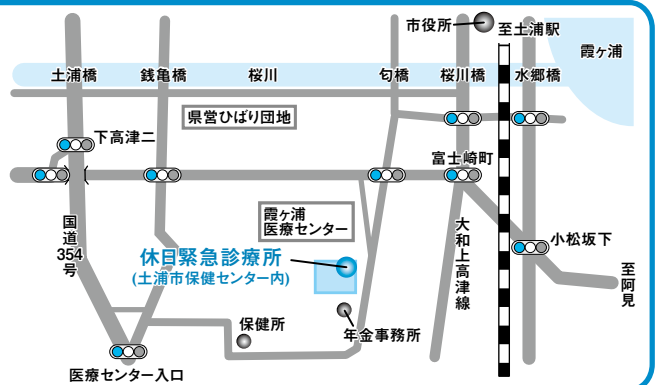 市役所
至土浦駅
霞ヶ浦
土浦橋
銭亀橋
桜川
匂橋
桜川橋
水郷橋
県営ひばり団地
下高津二
富士崎町
国道
354
号
霞ヶ浦
医療センター
大和上高津線
小松坂下
至阿見
休日緊急診療所
(土浦市保健センター内)
保健所
年金事務所
医療センター入口